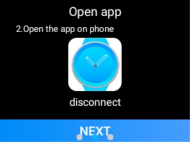 Open app
2.Open the app on phone
disconnect
NEXT